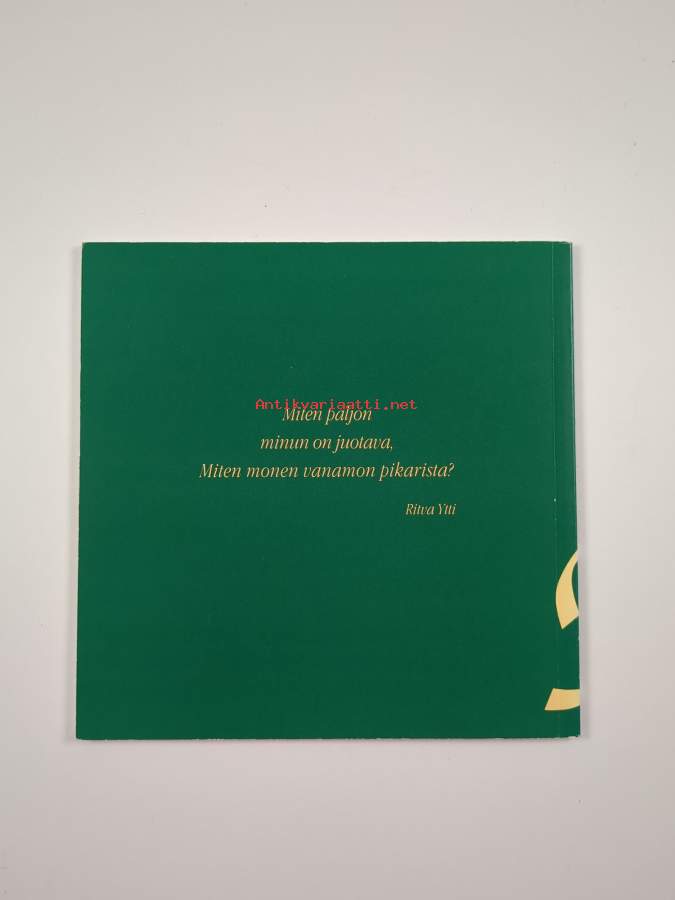 Antikvariaatti.net
Miten paljon
minun on juotava,
Miten monen vanamon pikarista?
Ritva Ytti